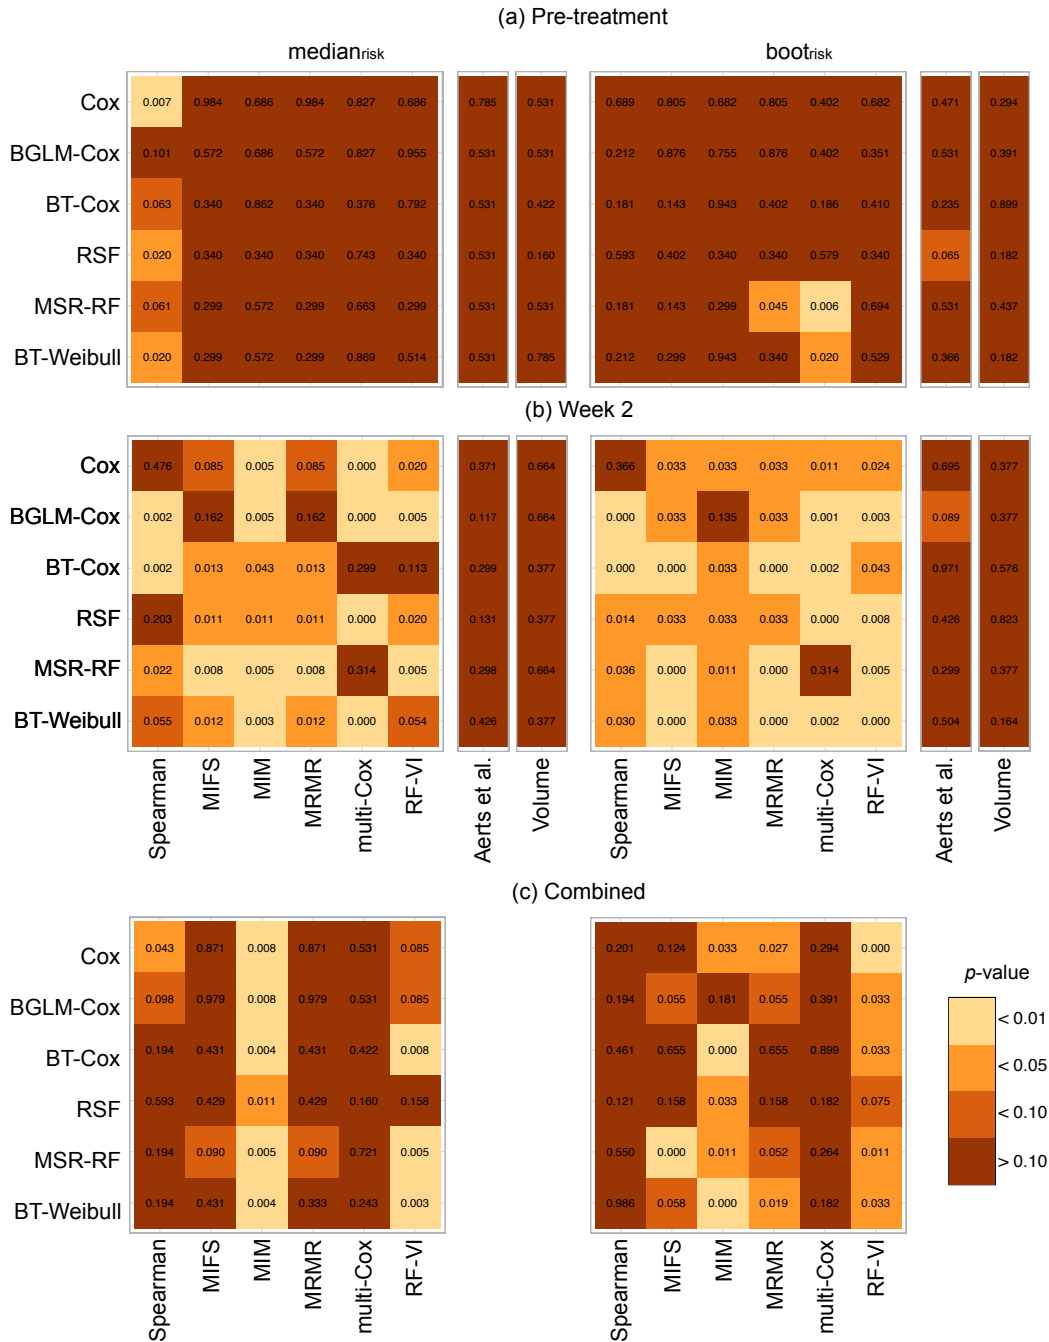 (a) Pre-treatment
medianrisk bootrisk
Cox 0.007 0.984 0.686 0.984 0.827 0.686 0.785 0.531 0.689 0.805 0.682 0.805 0.402 0.682 0.471 0.294
BGLM-Cox 0.101 0.572 0.686 0.572 0.827 0.955 0.531 0.531 0.212 0.876 0.755 0.876 0.402 0.351 0.531 0.391
BT-Cox 0.063 0.340 0.862 0.340 0.376 0.792 0.531 0.422 0.181 0.143 0.943 0.402 0.186 0.410 0.235 0.899
RSF 0.020 0.340 0.340 0.340 0.743 0.340 0.531 0.160 0.593 0.402 0.340 0.340 0.579 0.340 0.065 0.182
MSR-RF 0.061 0.299 0.572 0.299 0.663 0.299 0.531 0.531 0.181 0.143 0.299 0.045 0.006 0.694 0.531 0.437
BT-Weibull 0.020 0.299 0.572 0.299 0.869 0.514 0.531 0.785 0.212 0.299 0.943 0.340 0.020 0.529 0.366 0.182
(b) Week 2
Cox 0.476 0.085 0.005 0.085 0.000 0.020 0.371 0.664 0.366 0.033 0.033 0.033 0.011 0.024 0.695 0.377
BGLM-Cox 0.002 0.162 0.005 0.162 0.000 0.005 0.117 0.664 0.000 0.033 0.135 0.033 0.001 0.003 0.089 0.377
BT-Cox 0.002 0.013 0.043 0.013 0.299 0.113 0.299 0.377 0.000 0.000 0.033 0.000 0.002 0.043 0.971 0.576
RSF 0.203 0.011 0.011 0.011 0.000 0.020 0.131 0.377 0.014 0.033 0.033 0.033 0.000 0.008 0.426 0.823
MSR-RF 0.022 0.008 0.005 0.008 0.314 0.005 0.298 0.664 0.036 0.000 0.011 0.000 0.314 0.005 0.299 0.377
BT-Weibull 0.055 0.012 0.003 0.012 0.000 0.054 0.426 0.377 0.030 0.000 0.033 0.000 0.002 0.000 0.504 0.164
Spearman MIFS MIM MRMR multi-Cox RF-VI Aerts et al. Volume Spearman MIFS MIM MRMR multi-Cox RF-VI Aerts et al. Volume
(c) Combined
Cox 0.043 0.871 0.008 0.871 0.531 0.085 0.201 0.124 0.033 0.027 0.294 0.000
BGLM-Cox 0.098 0.979 0.008 0.979 0.531 0.085 0.194 0.055 0.181 0.055 0.391 0.033
BT-Cox 0.194 0.431 0.004 0.431 0.422 0.008 0.461 0.655 0.000 0.655 0.899 0.033
RSF 0.593 0.429 0.011 0.429 0.160 0.158 0.121 0.158 0.033 0.158 0.182 0.075
MSR-RF 0.194 0.090 0.005 0.090 0.721 0.005 0.550 0.000 0.011 0.052 0.264 0.011
BT-Weibull 0.194 0.431 0.004 0.333 0.243 0.003 0.986 0.058 0.000 0.019 0.182 0.033
Spearman MIFS MIM MRMR multi-Cox RF-VI Spearman MIFS MIM MRMR multi-Cox RF-VI
p-value
< 0.01
< 0.05
< 0.10
> 0.10